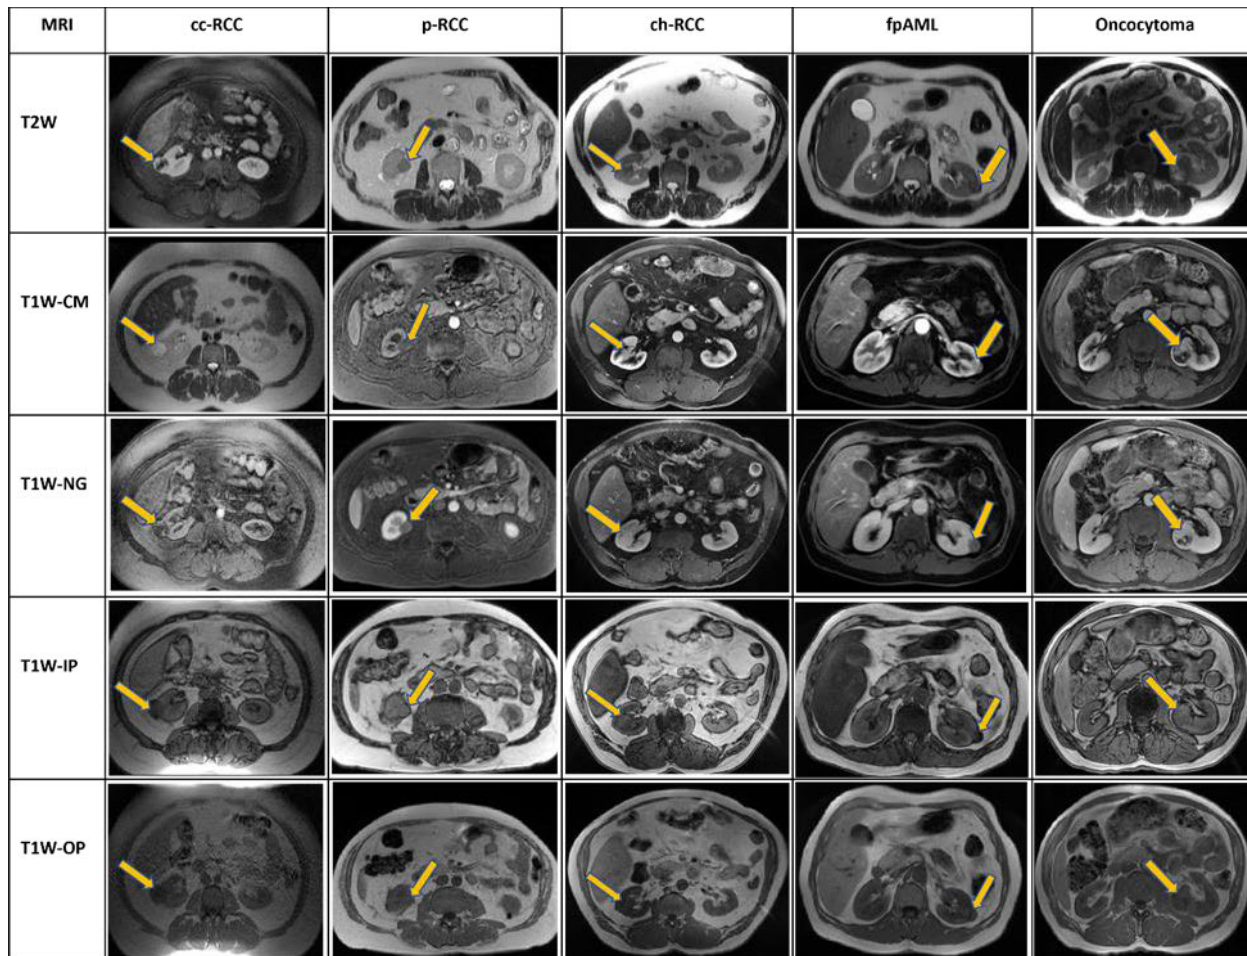 MRI cc-RCC p-RCC ch-RCC fpAML Oncocytoma
T2W
T1W-CM
T1W-NG
T1W-IP
T1W-OP